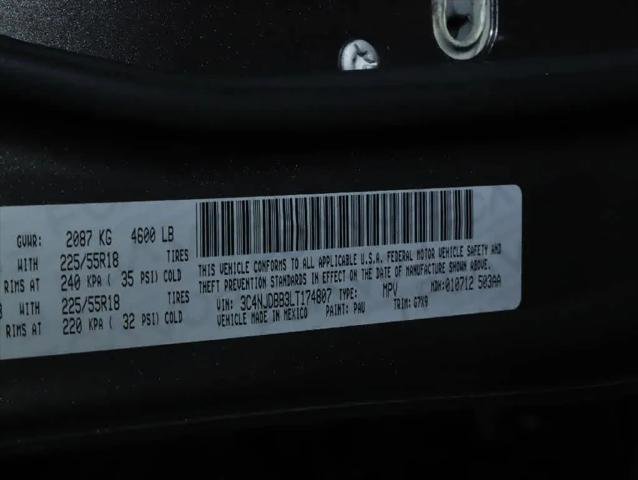 GVWR: 2087 KG 4600 LB
WITH 225/55R18 TIRES
RIMS AT 240 KPA ( 35 PSI) COLD
WITH 225/55R18 TIRES
RIMS AT 220 KPA ( 32 PSI) COLD
THIS VEHICLE CONFORMS TO ALL APPLICABLE U.S.A. FEDERAL MOTOR VEHICLE SAFETY AND
THEFT PREVENTION STANDARDS IN EFFECT ON THE DATE OF MANUFACTURE SHOWN ABOVE.
VIN: 3C4NJDBB3LT174807 TYPE: MPV MDH:010712 503AA
VEHICLE MADE IN MEXICO PAINT: PAU TRIM: G7X9